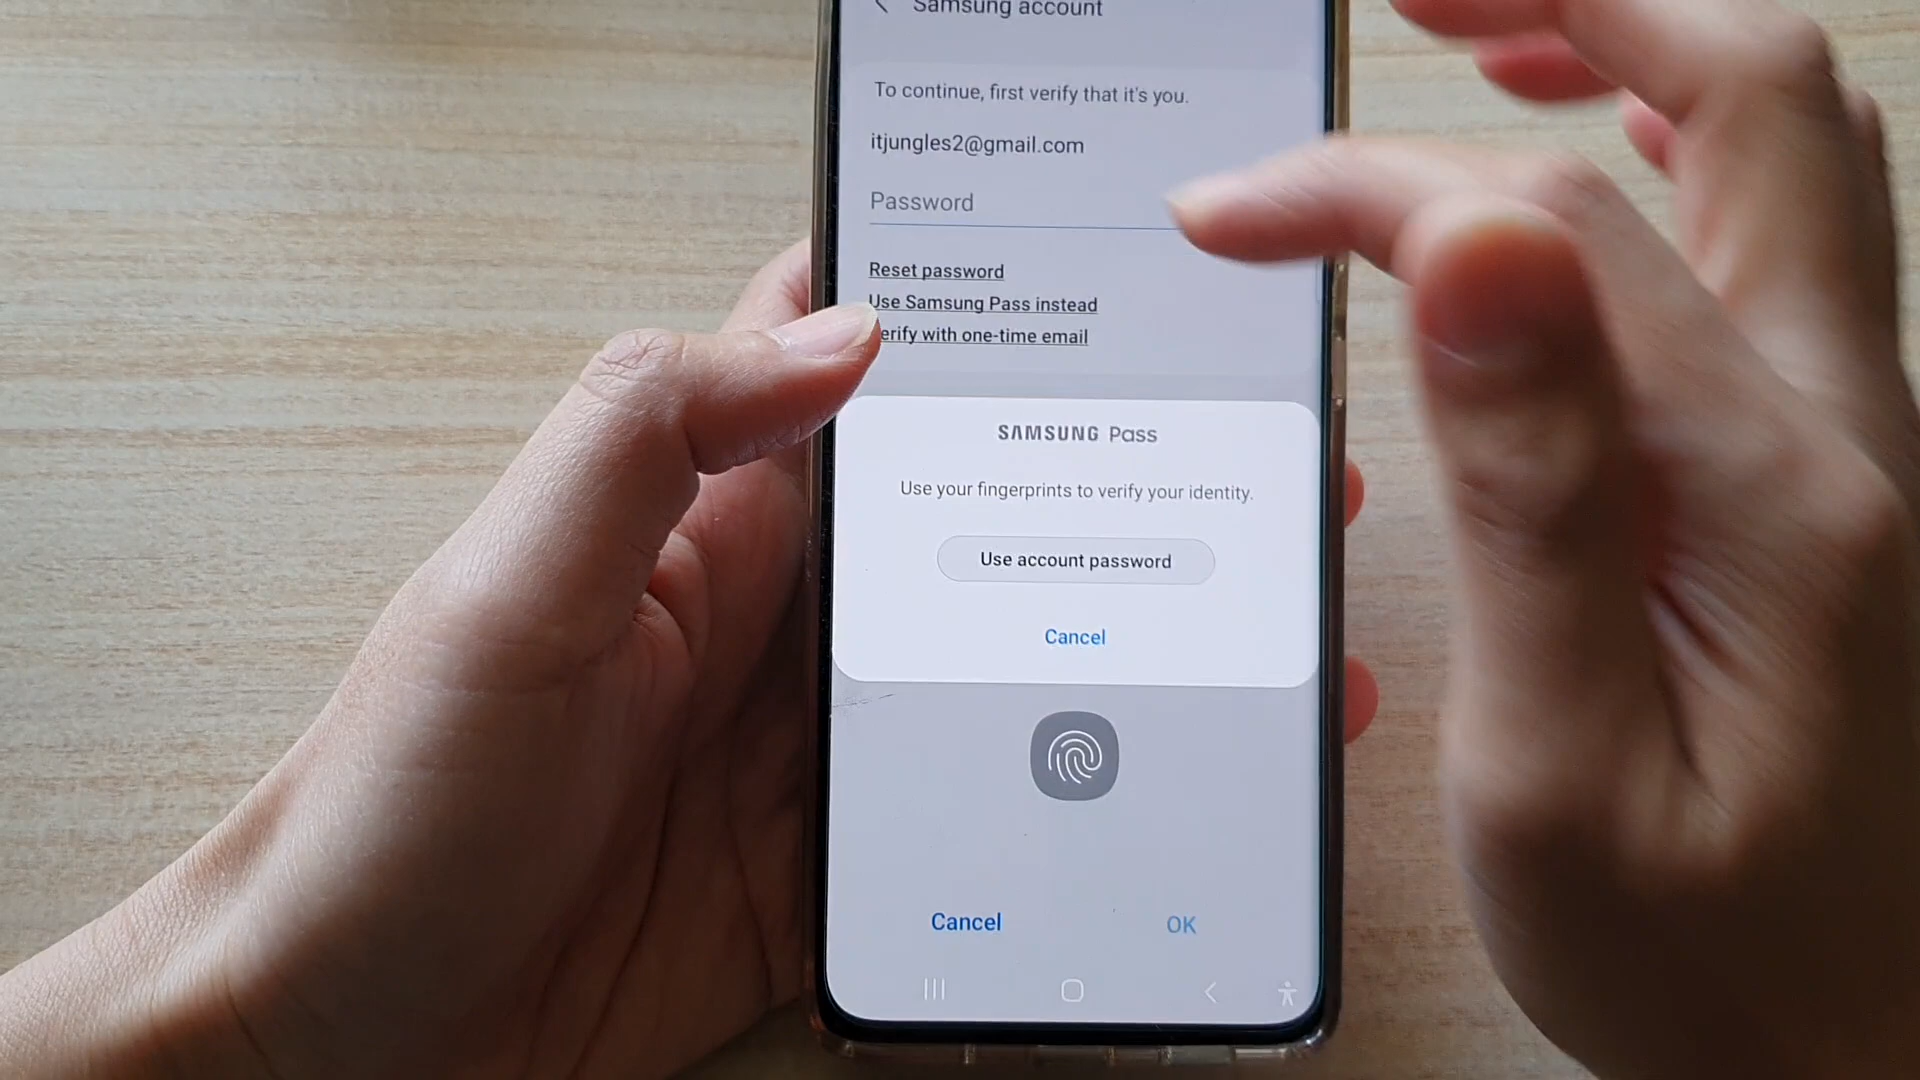 Samsung account
To continue, first verify that it's you.
itjungles2@gmail.com
Password
Reset password
Use Samsung Pass instead
erify with one-time email
SAMSUNG Pass
Use your fingerprints to verify your identity.
Use account password
Cancel
Cancel
OK